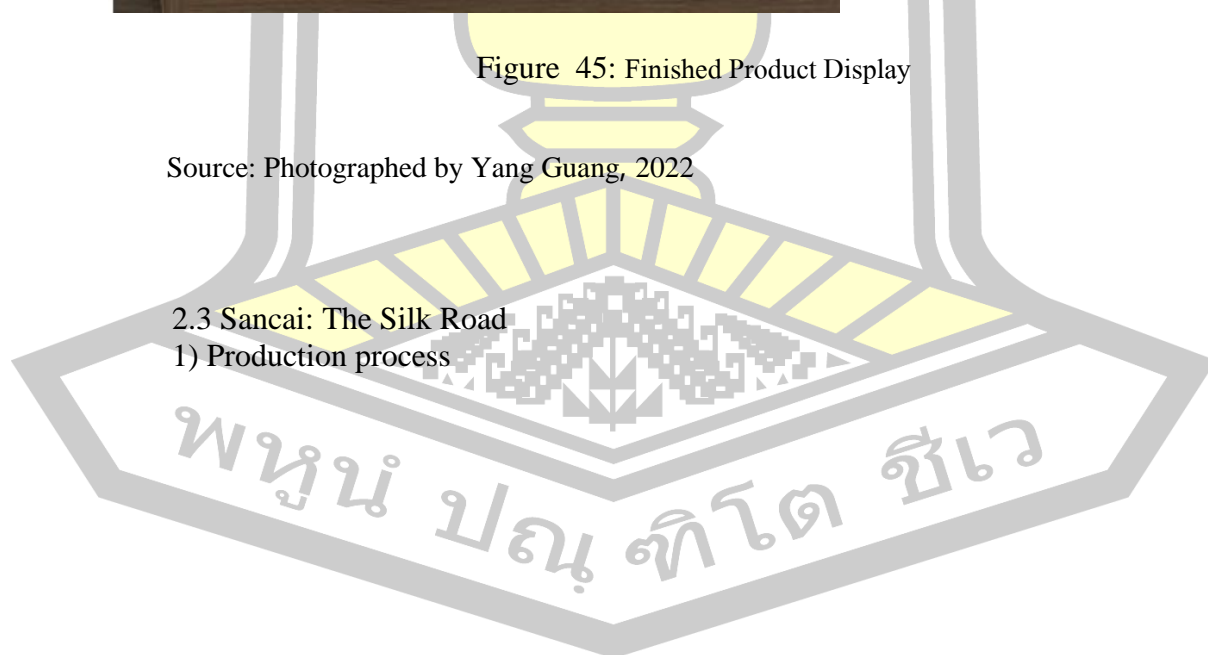 Figure 45: Finished Product Display
Source: Photographed by Yang Guang, 2022
2.3 Sancai: The Silk Road
1) Production process
พหูนํ ปณฺฑิโต ชีเว